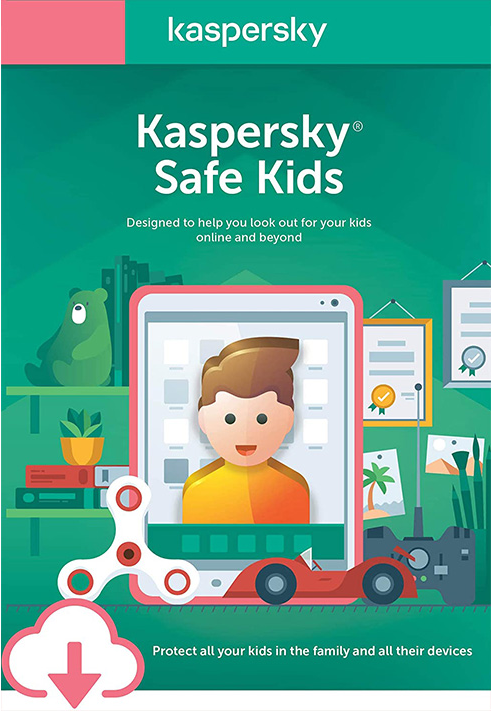 kaspersky
Kaspersky®
Safe Kids
Designed to help you look out for your kids
online and beyond
Protect all your kids in the family and all their devices